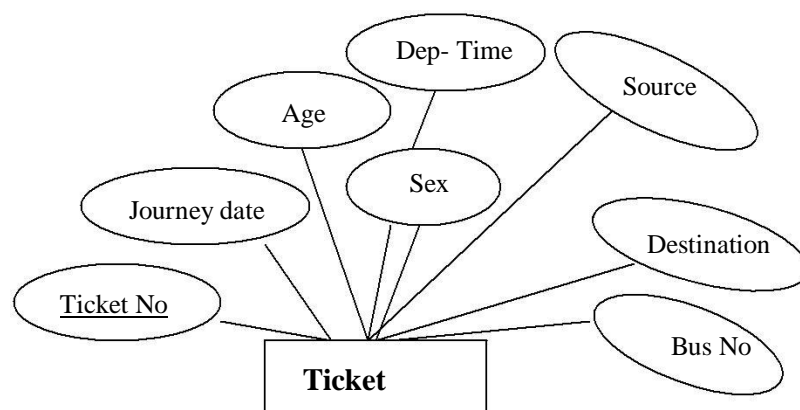 Dep- Time
Source
Age
Sex
Journey date
Destination
Ticket No
Bus No
Ticket